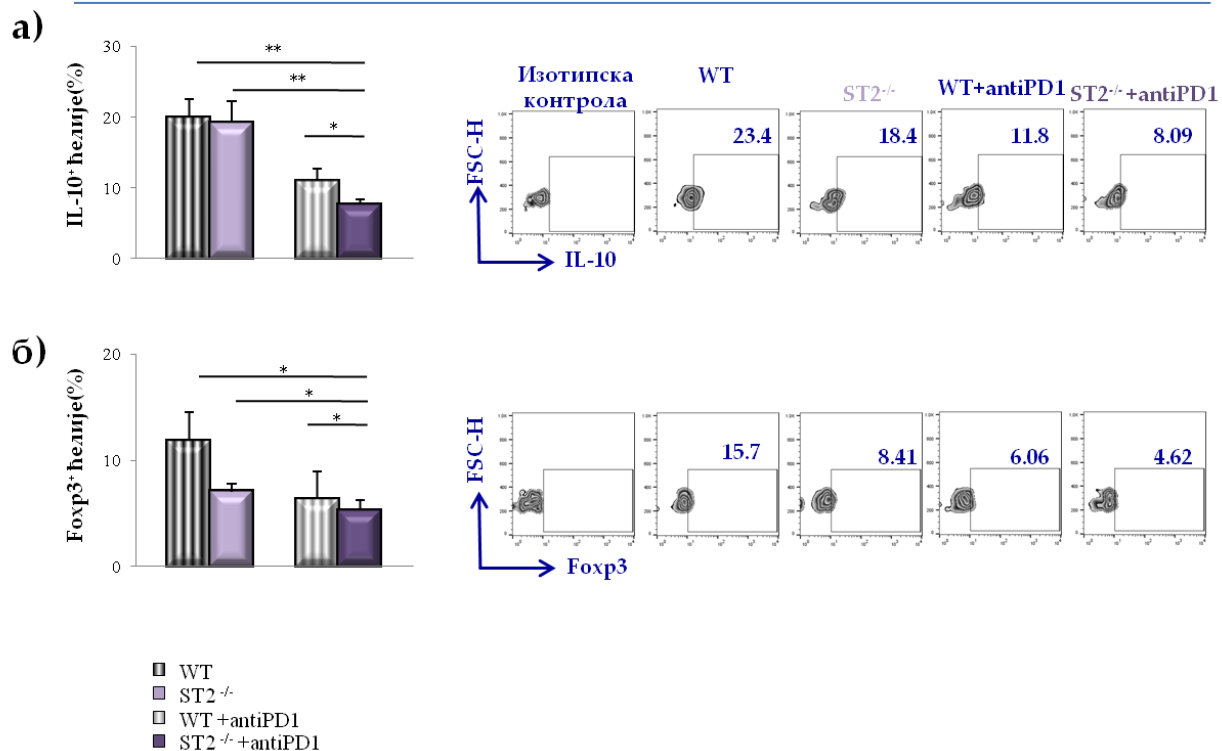 а)
30
20
10
0
IL-10⁺ ћелије(%)
**
**
*
Изотипска
контрола
WT
ST2⁻/⁻
WT+antiPD1
ST2⁻/⁻+antiPD1
23.4
18.4
11.8
8.09
FSC-H
IL-10
б)
20
10
0
Foxp3⁺ ћелије(%)
*
*
*
15.7
8.41
6.06
4.62
FSC-H
Foxp3
WT
ST2 ⁻/⁻
WT +antiPD1
ST2 ⁻/⁻ +antiPD1